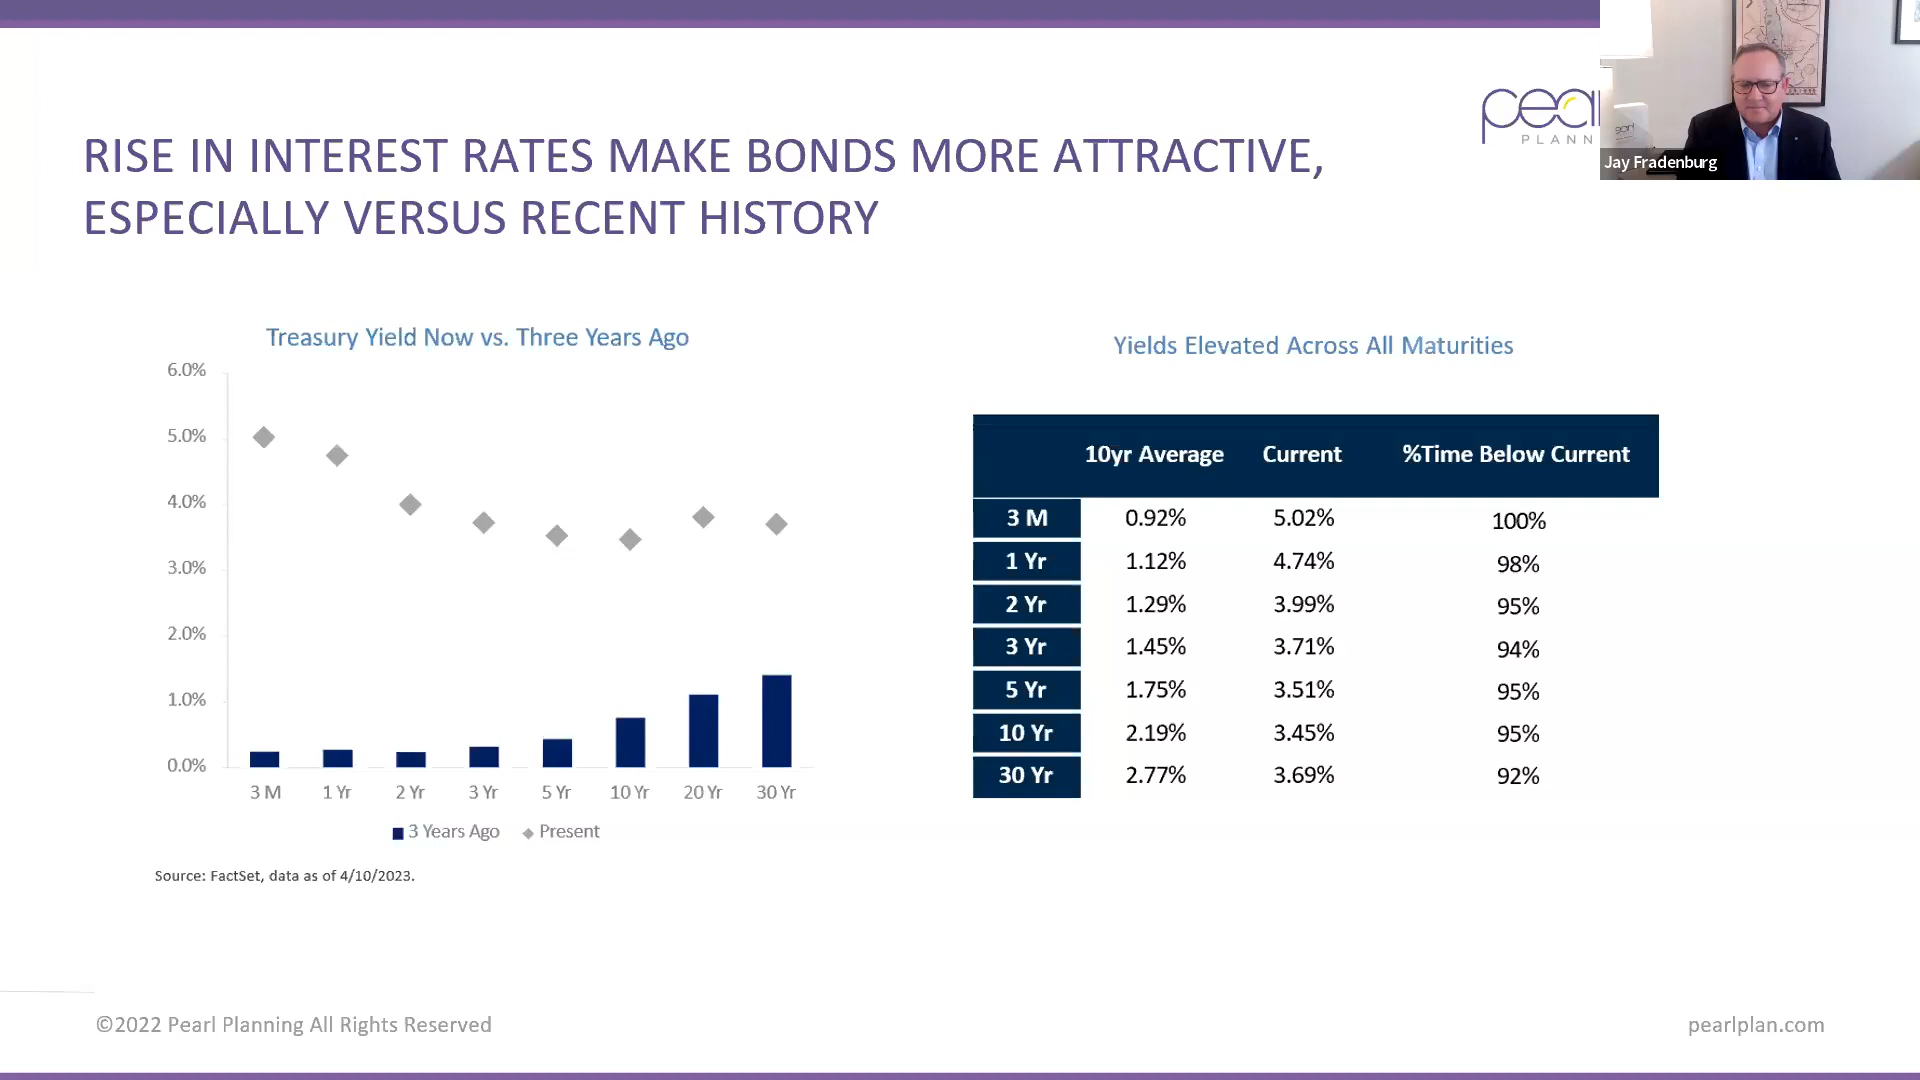 pea
PLANN
Jay Fradenburg
RISE IN INTEREST RATES MAKE BONDS MORE ATTRACTIVE,
ESPECIALLY VERSUS RECENT HISTORY
Treasury Yield Now vs. Three Years Ago
6.0%
5.0%
4.0%
3.0%
2.0%
1.0%
0.0%
3 M 1 Yr 2 Yr 3 Yr 5 Yr 10 Yr 20 Yr 30 Yr
3 Years Ago Present
Source: FactSet, data as of 4/10/2023.
Yields Elevated Across All Maturities
10yr Average Current %Time Below Current
3 M 0.92% 5.02% 100%
1 Yr 1.12% 4.74% 98%
2 Yr 1.29% 3.99% 95%
3 Yr 1.45% 3.71% 94%
5 Yr 1.75% 3.51% 95%
10 Yr 2.19% 3.45% 95%
30 Yr 2.77% 3.69% 92%
©2022 Pearl Planning All Rights Reserved
pearlplan.com